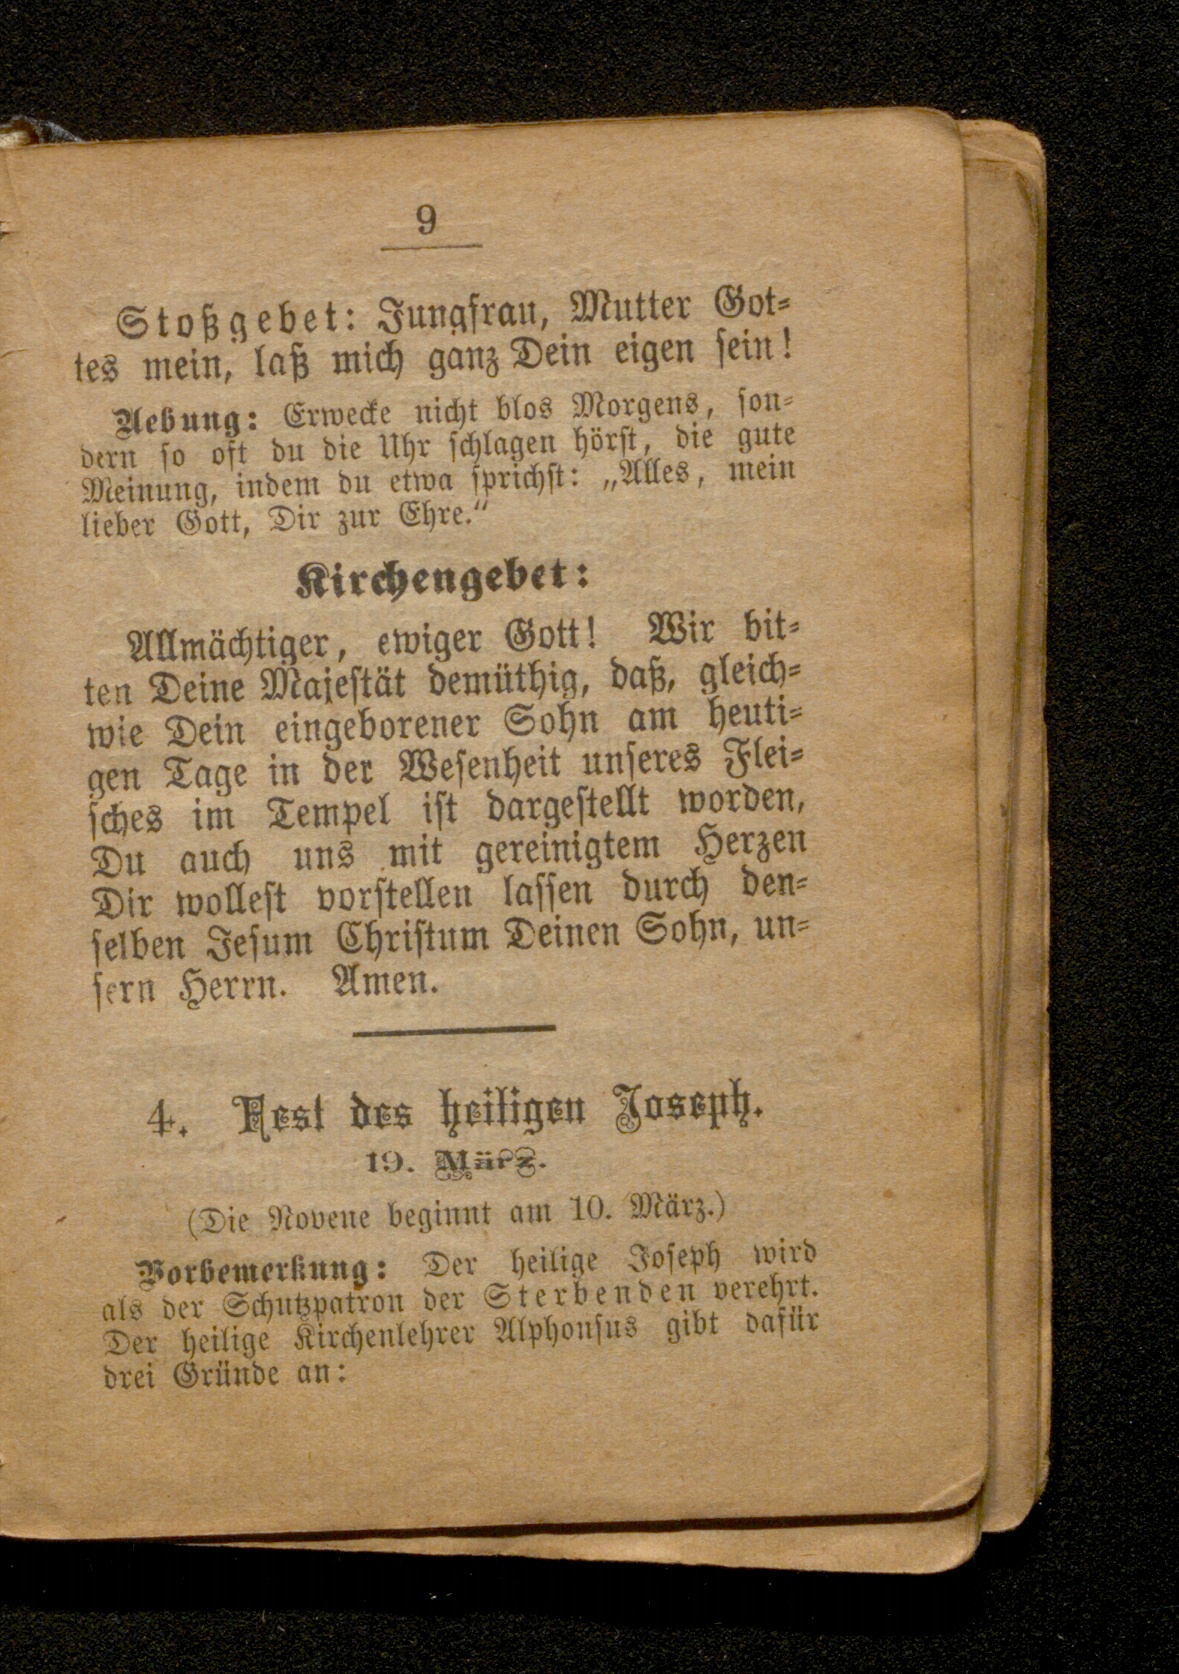 9
Stoßgebet: Jungfrau, Mutter Got-
tes mein, laß mich ganz Dein eigen sein!
Uebung: Erwecke nicht blos Morgens, son-
dern so oft du die Uhr schlagen hörst, die gute
Meinung, indem du etwa sprichst: „Alles, mein
lieber Gott, Dir zur Ehre.“
Kirchengebet:
Allmächtiger, ewiger Gott! Wir bit-
ten Deine Majestät demüthig, daß, gleich-
wie Dein eingeborener Sohn am heuti-
gen Tage in der Wesenheit unseres Flei-
sches im Tempel ist dargestellt worden,
Du auch uns mit gereinigtem Herzen
Dir wollest vorstellen lassen durch den-
selben Jesum Christum Deinen Sohn, un-
sern Herrn. Amen.
4. Fest des heiligen Joseph.
19. März.
(Die Novene beginnt am 10. März.)
Vorbemerkung: Der heilige Joseph wird
als der Schutzpatron der Sterbenden verehrt.
Der heilige Kirchenlehrer Alphonsus gibt dafür
drei Gründe an: